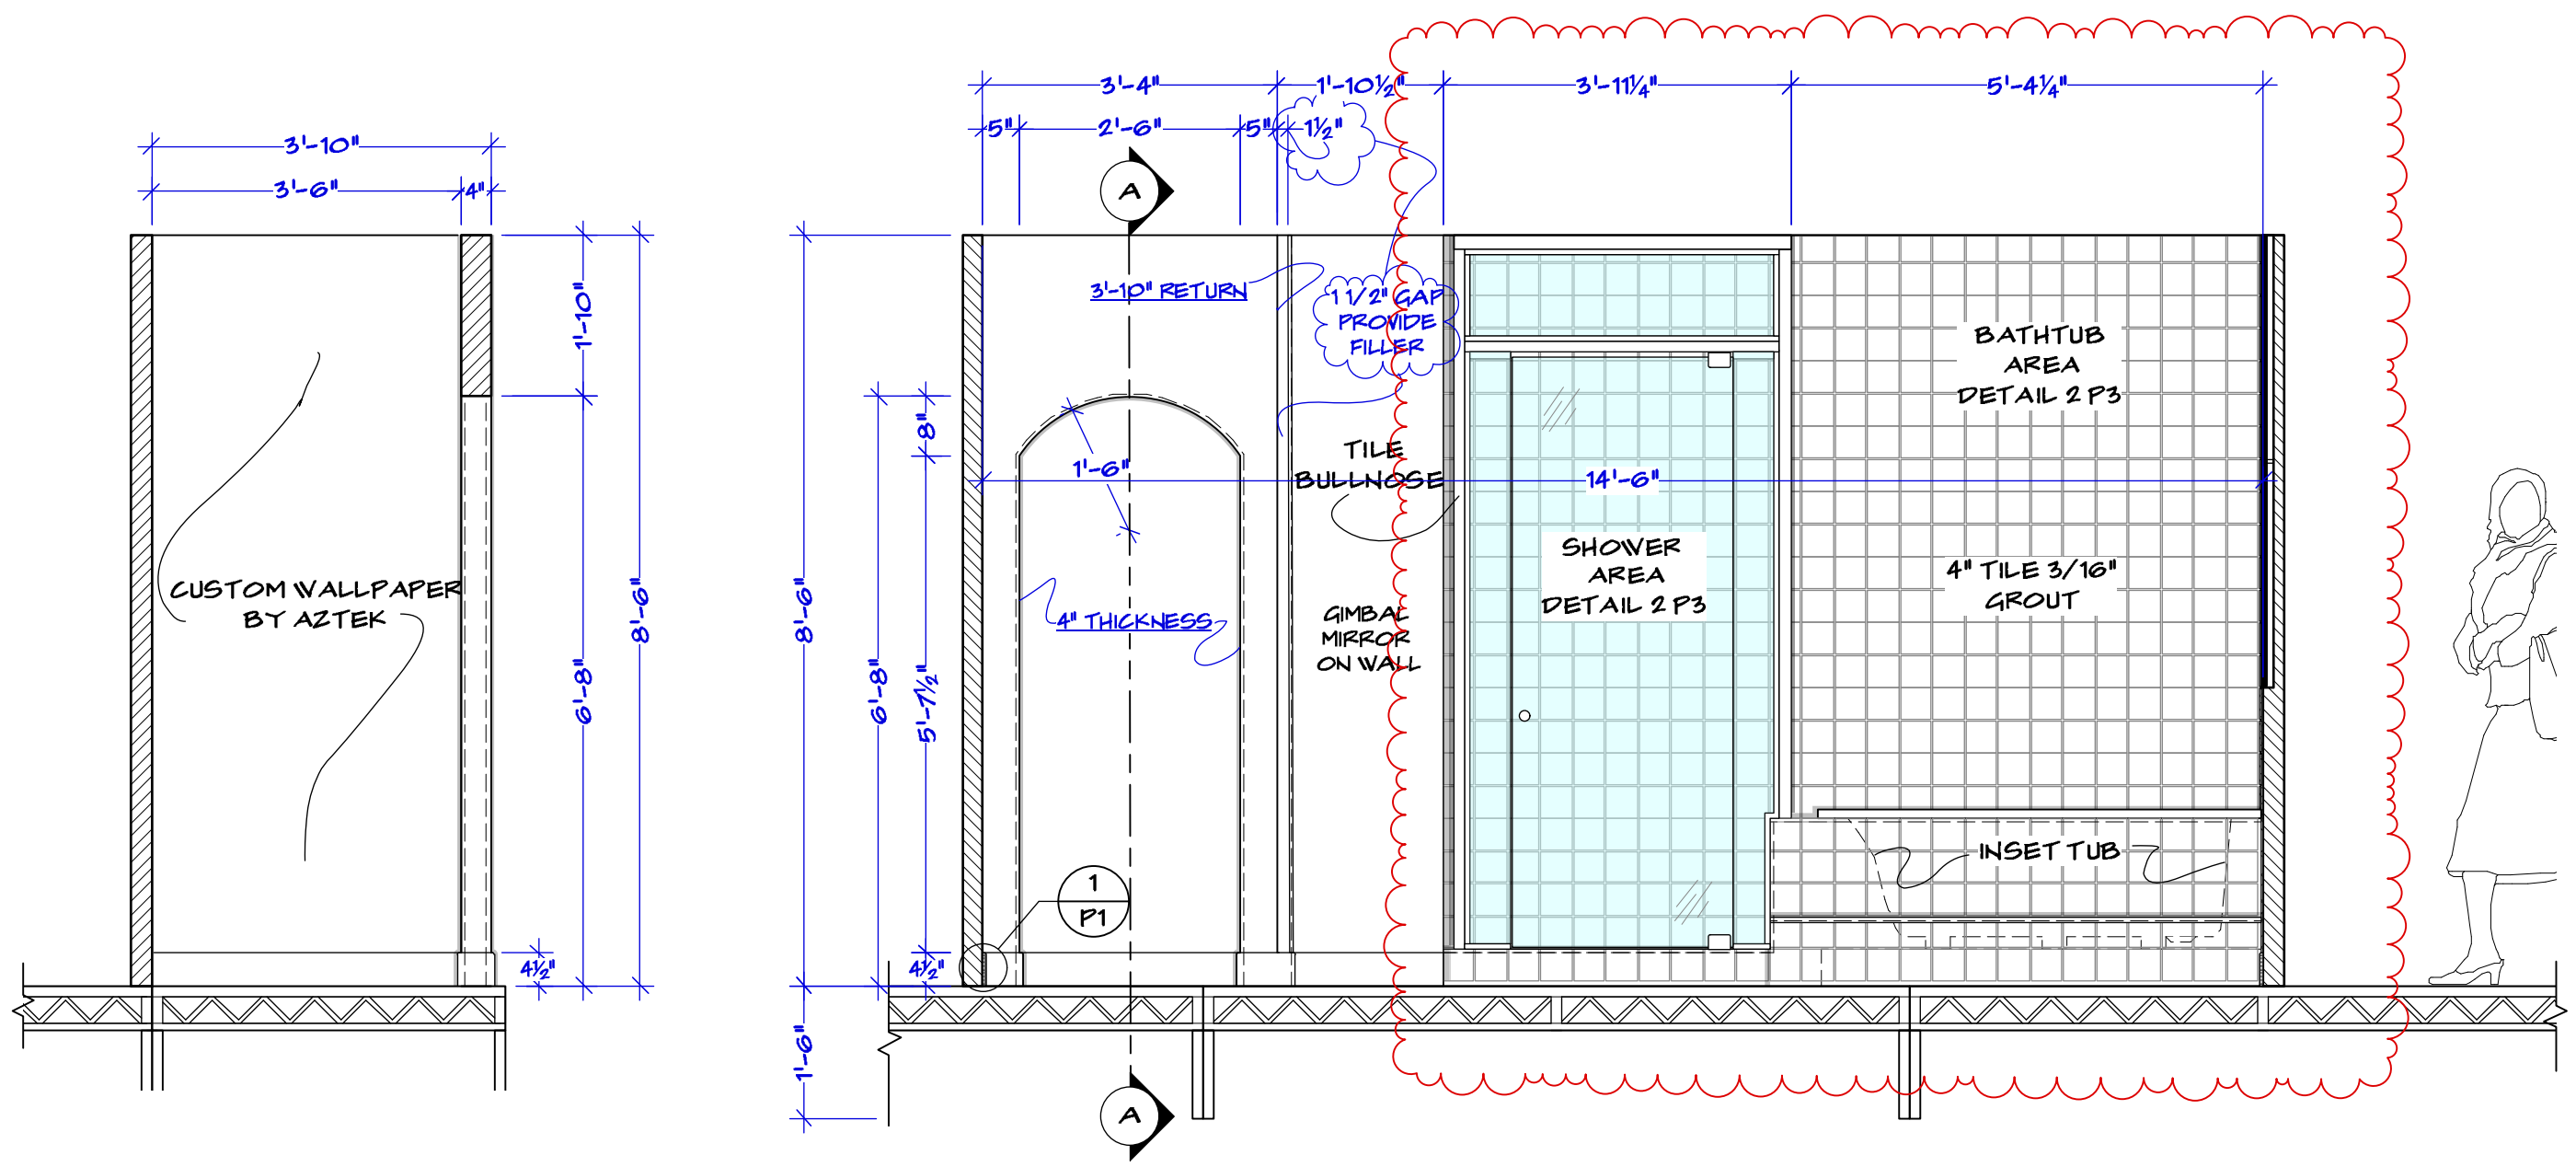 3'-10"
3'-6"
4"
1'-10"
8'-6"
6'-8"
4½"
CUSTOM WALLPAPER
BY AZTEK
3'-4"
1'-10½"
3'-11¼"
5'-4¼"
5"
2'-6"
5"
1½"
A
3'-10" RETURN
1 1/2" GAP
PROVIDE
FILLER
8'-6"
6'-8"
8"
5'-7½"
4½"
1'-6"
1'-6"
14'-6"
TILE
BULLNOSE
4" THICKNESS
GIMBAL
MIRROR
ON WALL
SHOWER
AREA
DETAIL 2 P3
BATHTUB
AREA
DETAIL 2 P3
4" TILE 3/16"
GROUT
INSET TUB
1
P1
A